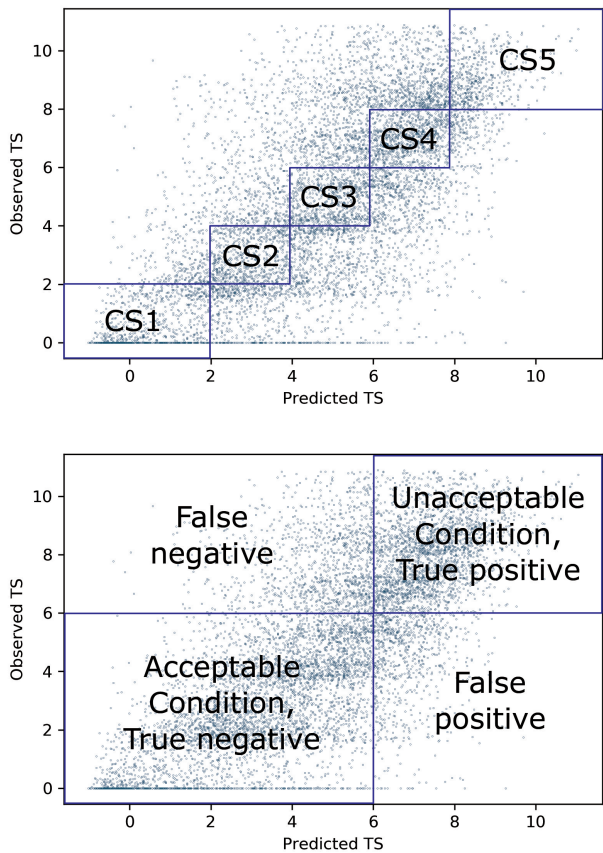 10
CS5
8
CS4
6
CS3
4
CS2
2
CS1
0
Observed TS
0 2 4 6 8 10
Predicted TS
10
Unacceptable
False
Condition,
negative
8
True positive
6
Acceptable
4
False
Condition,
positive
2
True negative
0
Observed TS
0 2 4 6 8 10
Predicted TS